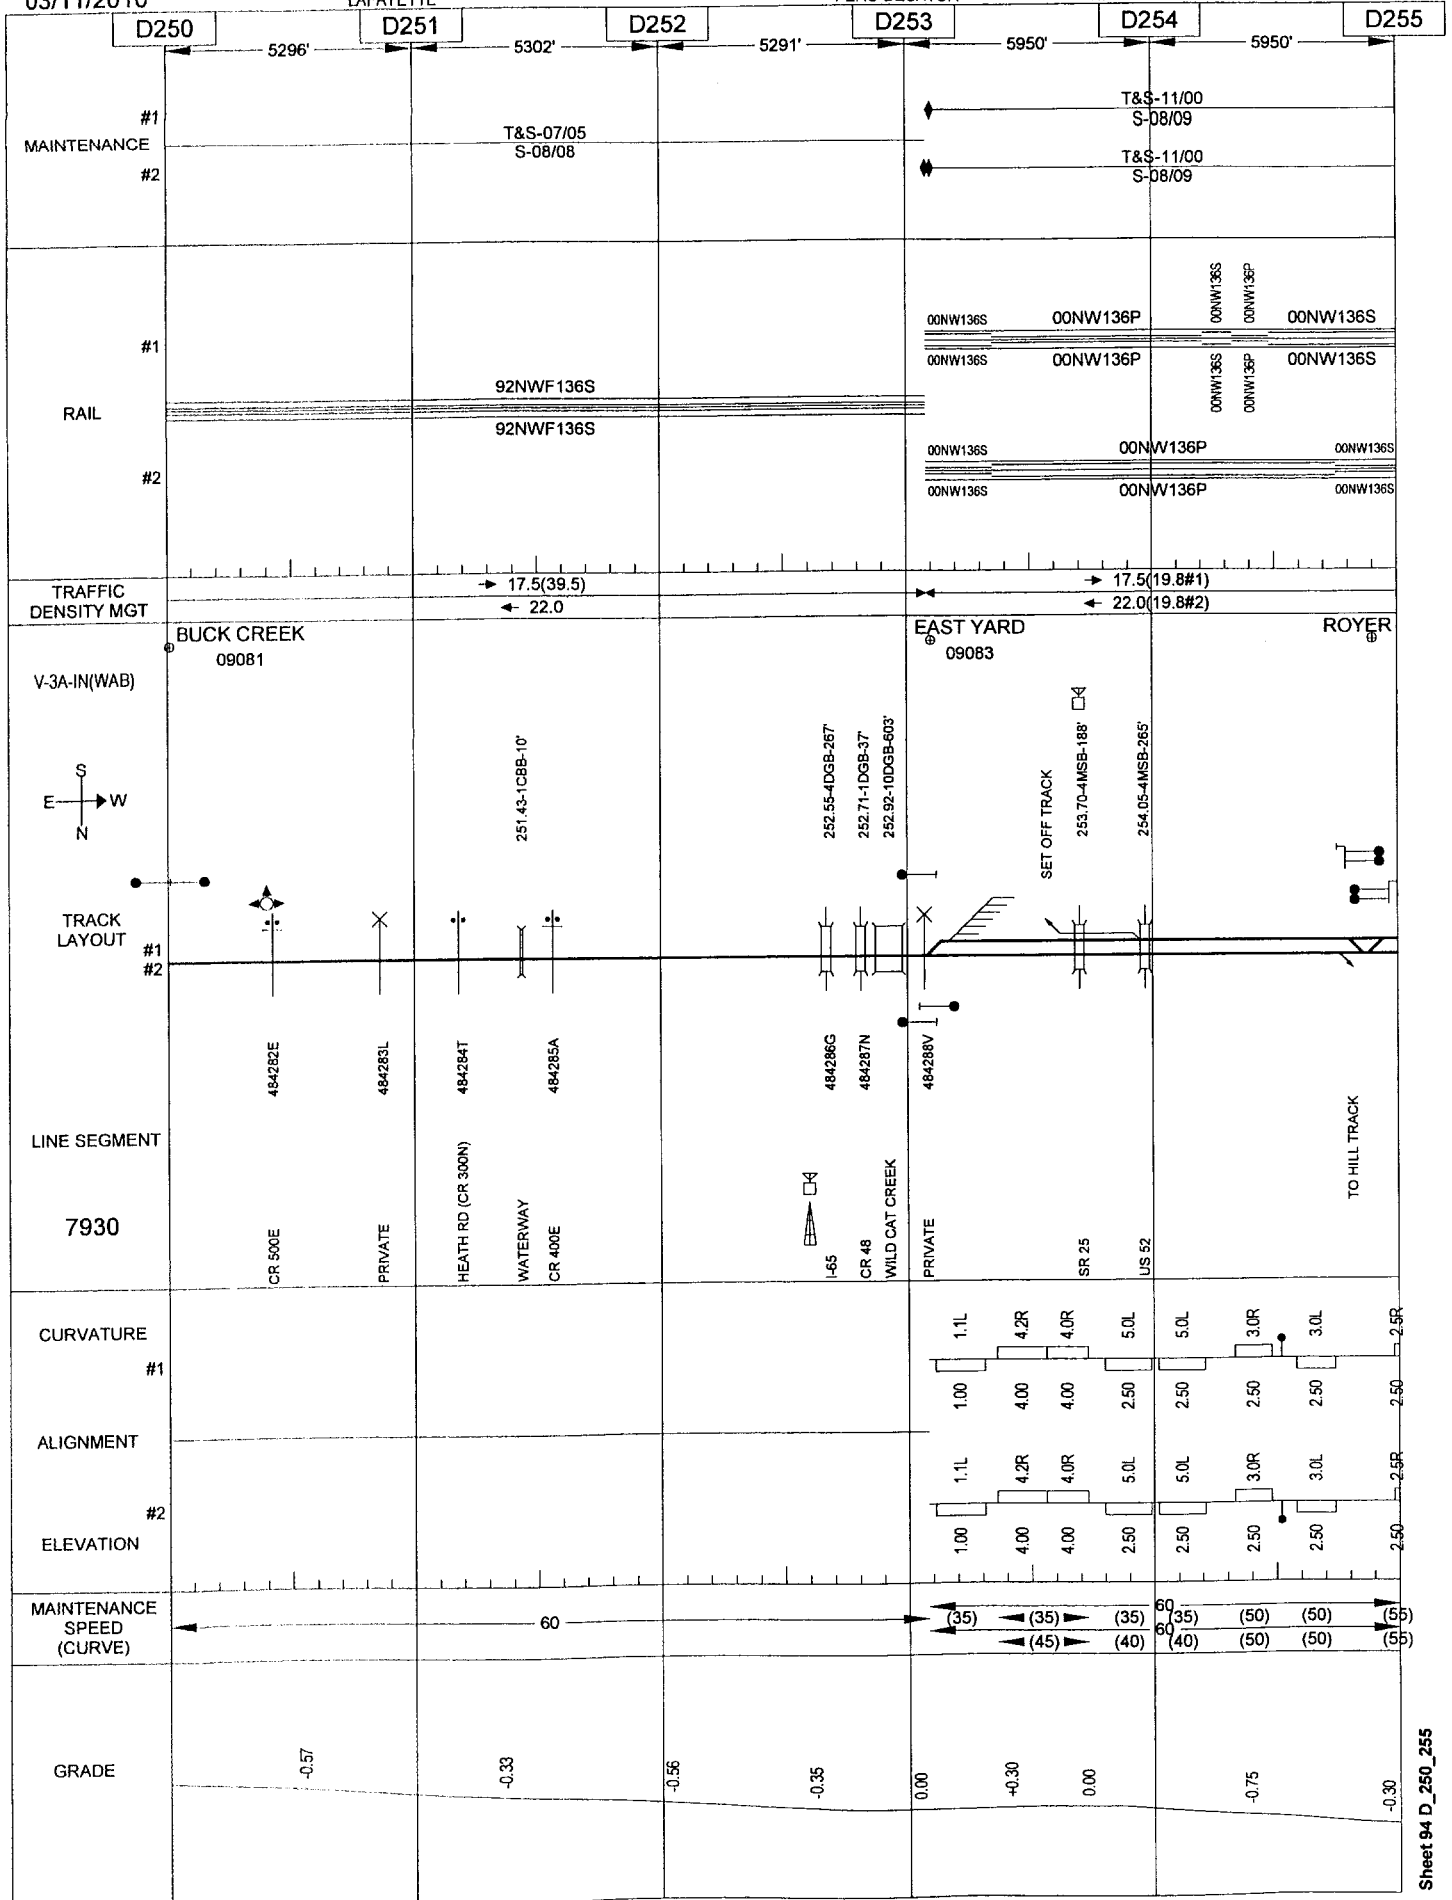 03/11/2010
LAFAYETTE
D250 D251 D252 D253 D254 D255
5296' 5302' 5291' 5950' 5950'
#1
MAINTENANCE
#2
T&S-07/05
S-08/08
T&S-11/00
S-08/09
T&S-11/00
S-08/09
RAIL
#1
#2
92NWF136S
92NWF136S
00NW136S 00NW136P 00NW136S 00NW136P 00NW136S
00NW136S 00NW136P 00NW136S 00NW136P 00NW136S
00NW136S 00NW136P 00NW136S
00NW136S 00NW136P 00NW136S
TRAFFIC
DENSITY MGT
17.5(39.5) 17.5(19.8#1)
22.0 22.0(19.8#2)
BUCK CREEK
09081
EAST YARD
09083
ROYER
V-3A-IN(WAB)
S
E W
N
251.43-1CBB-10'
252.55-4DGB-267'
252.71-1DGB-37'
252.92-10DGB-603'
SET OFF TRACK
253.70-4MSB-188'
254.05-4MSB-265'
TRACK
LAYOUT
#1
#2
484282E
484283L
484284T
484285A
484286G
484287N
484288V
LINE SEGMENT
7930
CR 500E
PRIVATE
HEATH RD (CR 300N)
WATERWAY
CR 400E
I-65
CR 48
WILD CAT CREEK
PRIVATE
SR 25
US 52
TO HILL TRACK
CURVATURE
#1
1.1L 4.2R 4.0R 5.0L 5.0L 3.0R 3.0L 2.5R
1.00 4.00 4.00 2.50 2.50 2.50 2.50 2.50
ALIGNMENT
#2
1.1L 4.2R 4.0R 5.0L 5.0L 3.0R 3.0L 2.5R
ELEVATION
1.00 4.00 4.00 2.50 2.50 2.50 2.50 2.50
MAINTENANCE
SPEED
(CURVE)
60
60
(35) (35) (35) (35) (50) (50) (55)
60
(45) (40) (40) (50) (50) (55)
GRADE
-0.57 -0.33 -0.56 -0.35 0.00 +0.30 0.00 -0.75 -0.30
Sheet 94 D_250_255